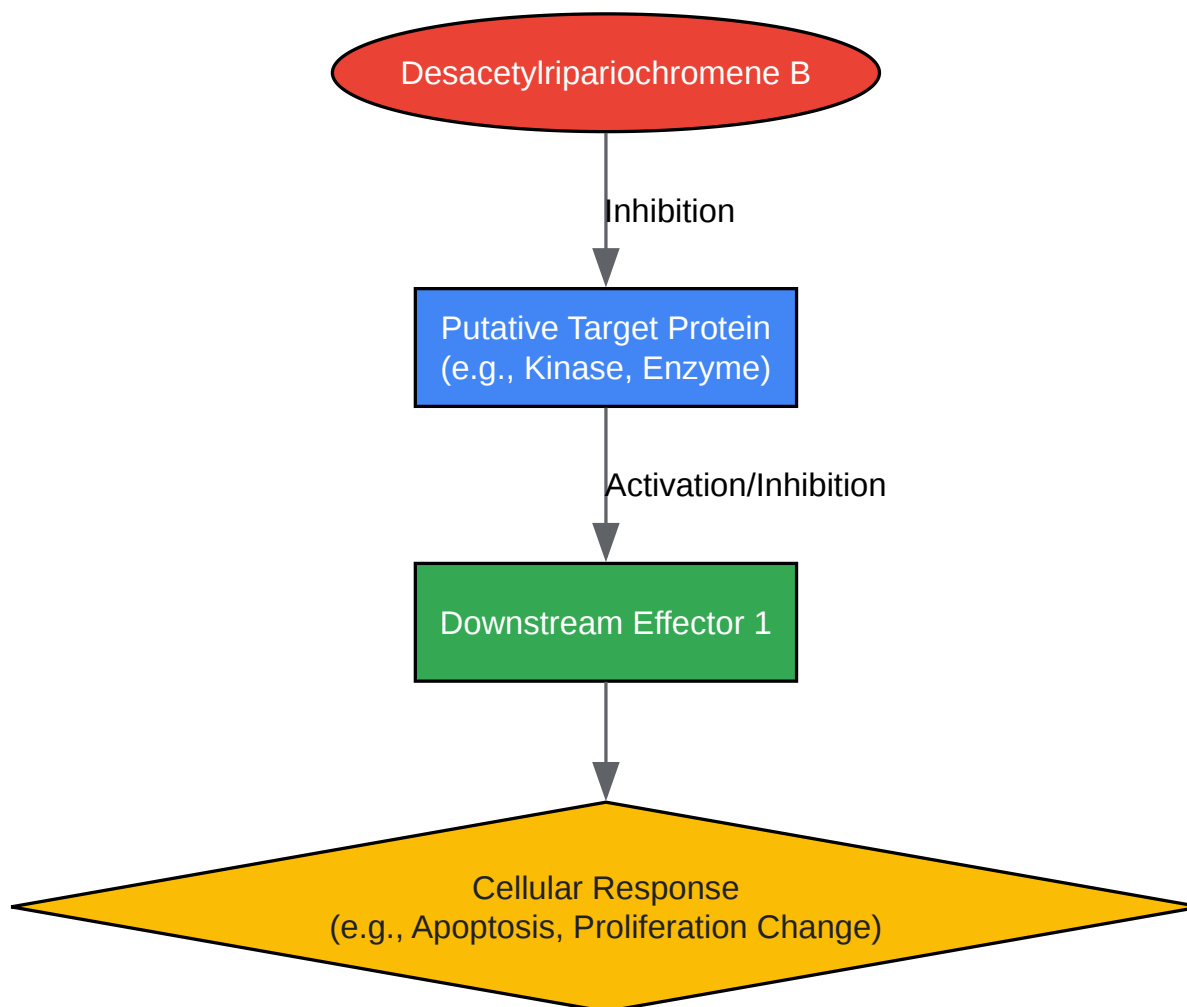 Desacetylripariochromene B
Inhibition
Putative Target Protein
(e.g., Kinase, Enzyme)
Activation/Inhibition
Downstream Effector 1
Cellular Response
(e.g., Apoptosis, Proliferation Change)